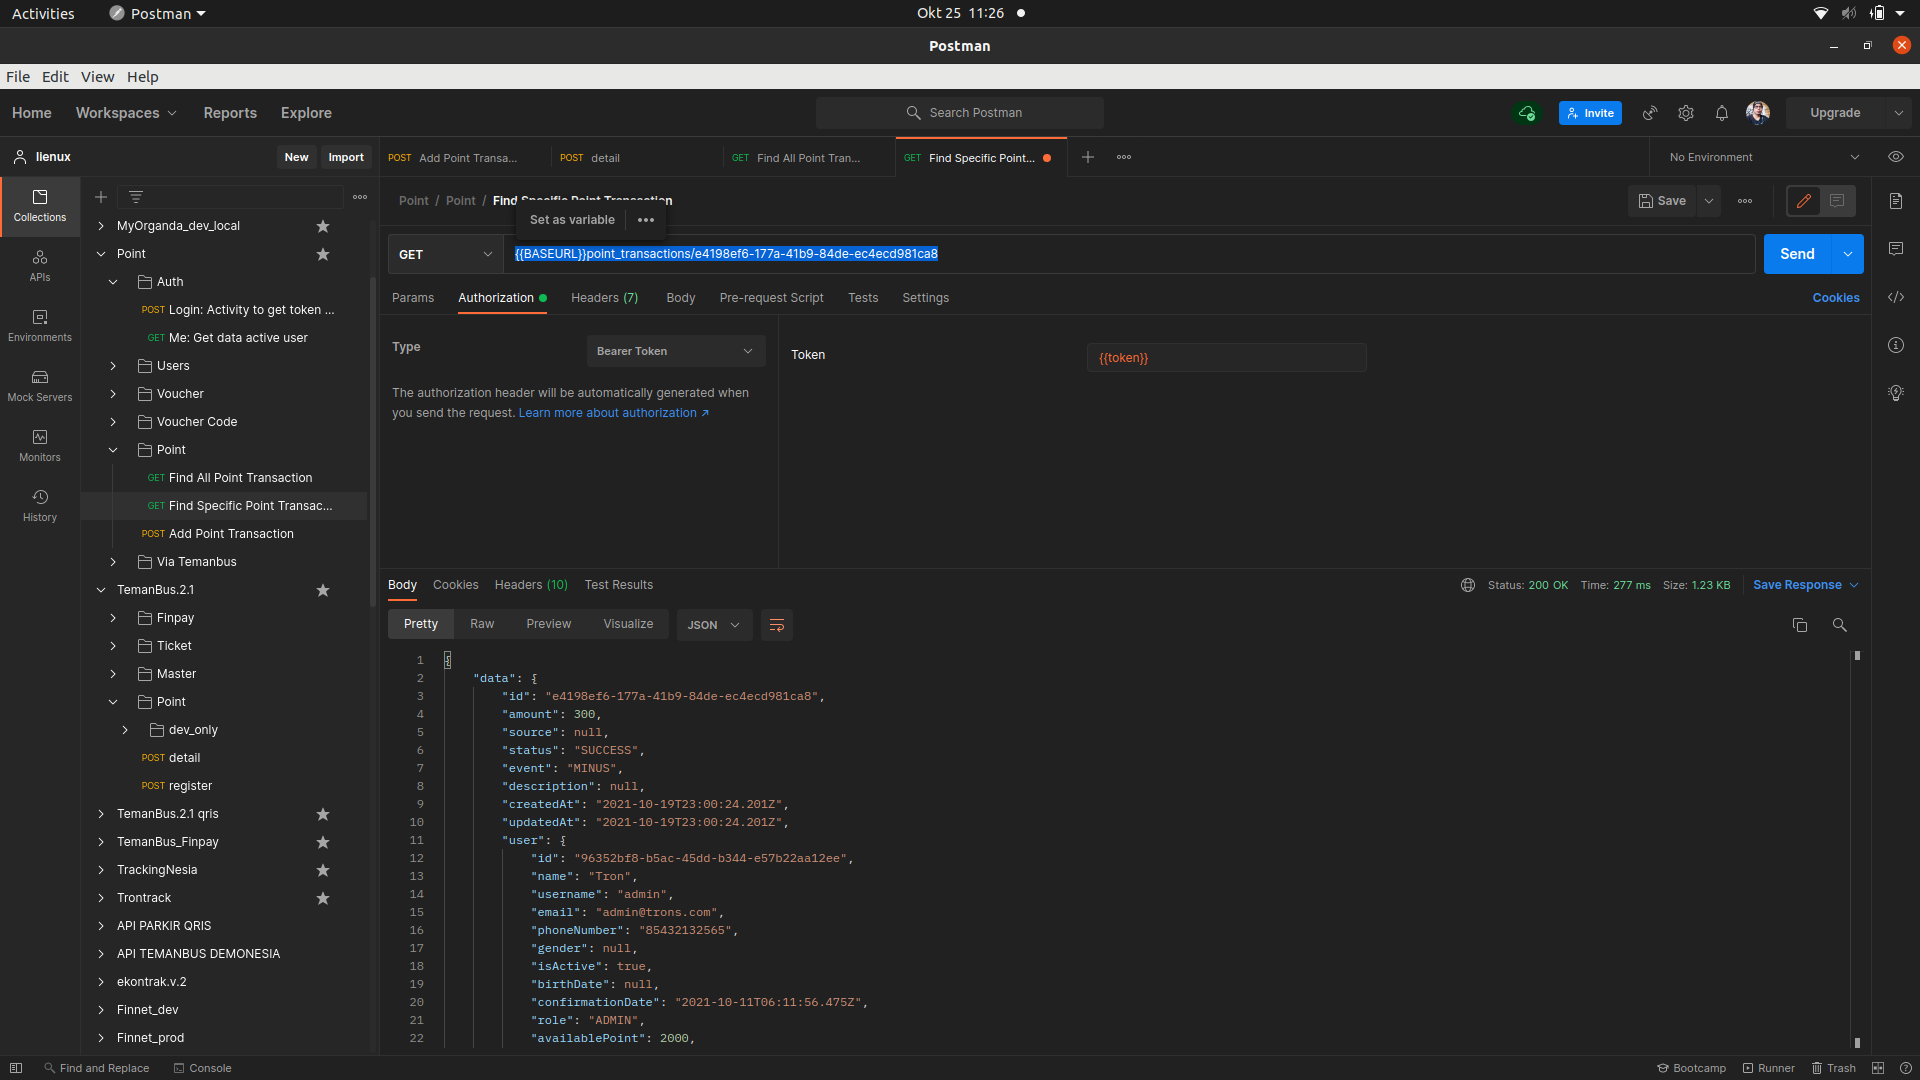 Activities
Postman
Okt 25 11:26
Postman
File Edit View Help
Home Workspaces Reports Explore
Search Postman
Invite
Upgrade
lienux
New
Import
POST Add Point Transa...
POST detail
GET Find All Point Tran...
GET Find Specific Point...
No Environment
Collections
APIs
Environments
Mock Servers
Monitors
History
MyOrganda_dev_local
Point
Auth
POST Login: Activity to get token ...
GET Me: Get data active user
Users
Voucher
Voucher Code
Point
GET Find All Point Transaction
GET Find Specific Point Transac...
POST Add Point Transaction
Via Temanbus
TemanBus.2.1
Finpay
Ticket
Master
Point
dev_only
POST detail
POST register
TemanBus.2.1 qris
TemanBus_Finpay
TrackingNesia
Trontrack
API PARKIR QRIS
API TEMANBUS DEMONESIA
ekontrak.v.2
Finnet_dev
Finnet_prod
Point / Point / Find Specific Point Transaction
Set as variable
Save
GET
{{BASEURL}}point_transactions/e4198ef6-177a-41b9-84de-ec4ecd981ca8
Send
Params Authorization Headers (7) Body Pre-request Script Tests Settings
Cookies
Type
Bearer Token
The authorization header will be automatically generated when
you send the request. Learn more about authorization ↗
Token
{{token}}
Body Cookies Headers (10) Test Results
Status: 200 OK Time: 277 ms Size: 1.23 KB
Save Response
Pretty Raw Preview Visualize
JSON
1 {
2 "data": {
3 "id": "e4198ef6-177a-41b9-84de-ec4ecd981ca8",
4 "amount": 300,
5 "source": null,
6 "status": "SUCCESS",
7 "event": "MINUS",
8 "description": null,
9 "createdAt": "2021-10-19T23:00:24.201Z",
10 "updatedAt": "2021-10-19T23:00:24.201Z",
11 "user": {
12 "id": "96352bf8-b5ac-45dd-b344-e57b22aa12ee",
13 "name": "Tron",
14 "username": "admin",
15 "email": "admin@trons.com",
16 "phoneNumber": "85432132565",
17 "gender": null,
18 "isActive": true,
19 "birthDate": null,
20 "confirmationDate": "2021-10-11T06:11:56.475Z",
21 "role": "ADMIN",
22 "availablePoint": 2000,
Find and Replace
Console
Bootcamp
Runner
Trash